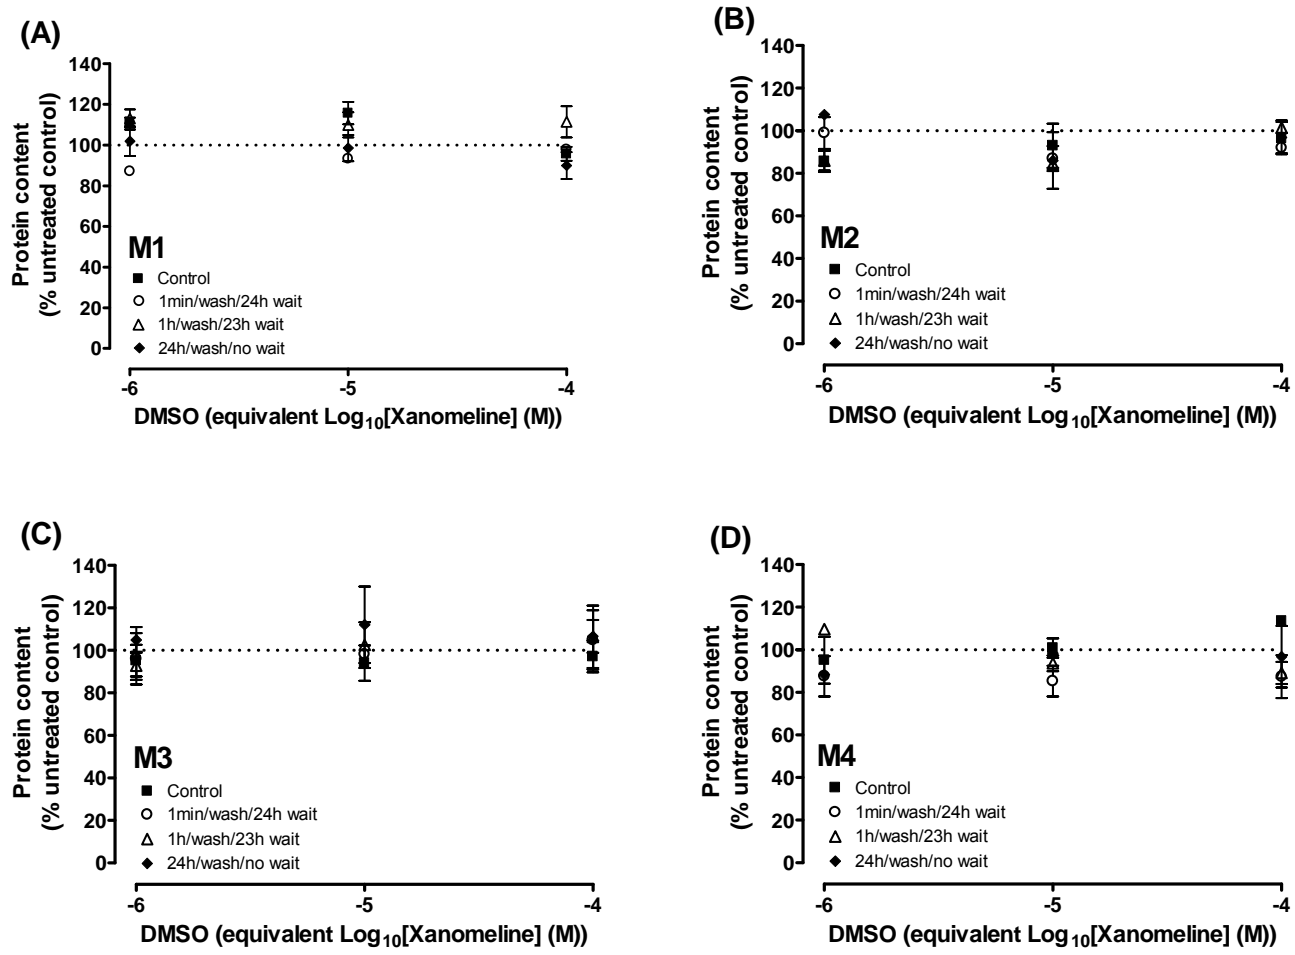 (A)
Protein content
(% untreated control)
140
120
100
80
60
40
20
0
M1
Control
1min/wash/24h wait
1h/wash/23h wait
24h/wash/no wait
-6
-5
-4
DMSO (equivalent Log10[Xanomeline] (M))
(B)
Protein content
(% untreated control)
140
120
100
80
60
40
20
0
M2
Control
1min/wash/24h wait
1h/wash/23h wait
24h/wash/no wait
-6
-5
-4
DMSO (equivalent Log10[Xanomeline] (M))
(C)
Protein content
(% untreated control)
140
120
100
80
60
40
20
0
M3
Control
1min/wash/24h wait
1h/wash/23h wait
24h/wash/no wait
-6
-5
-4
DMSO (equivalent Log10[Xanomeline] (M))
(D)
Protein content
(% untreated control)
140
120
100
80
60
40
20
0
M4
Control
1min/wash/24h wait
1h/wash/23h wait
24h/wash/no wait
-6
-5
-4
DMSO (equivalent Log10[Xanomeline] (M))